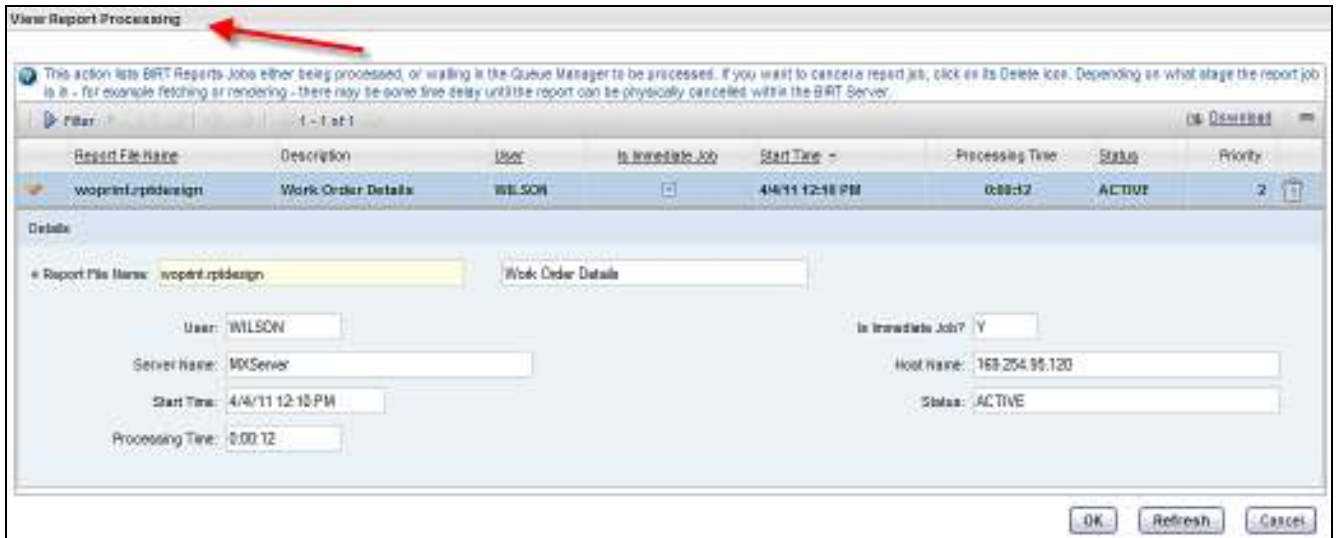 View Report Processing
This action lists BIRT Reports Jobs either being processed, or waiting in the Queue Manager to be processed. If you want to cancel a report job, click on its Delete icon. Depending on what stage the report job
is in - for example fetching or rendering - there may be some time delay until the report can be physically cancelled within the BIRT Server.
Filter 1 - 1 of 1 Download
Report File Name Description User Is Immediate Job Start Time Processing Time Status Priority
woprint.rptdesign Work Order Details WILSON 4/4/11 12:10 PM 0:00:12 ACTIVE 2
Details
* Report File Name: woprint.rptdesign Work Order Details
User: WILSON Is Immediate Job? Y
Server Name: MXServer Host Name: 169.254.95.120
Start Time: 4/4/11 12:10 PM Status: ACTIVE
Processing Time: 0:00:12
OK Refresh Cancel